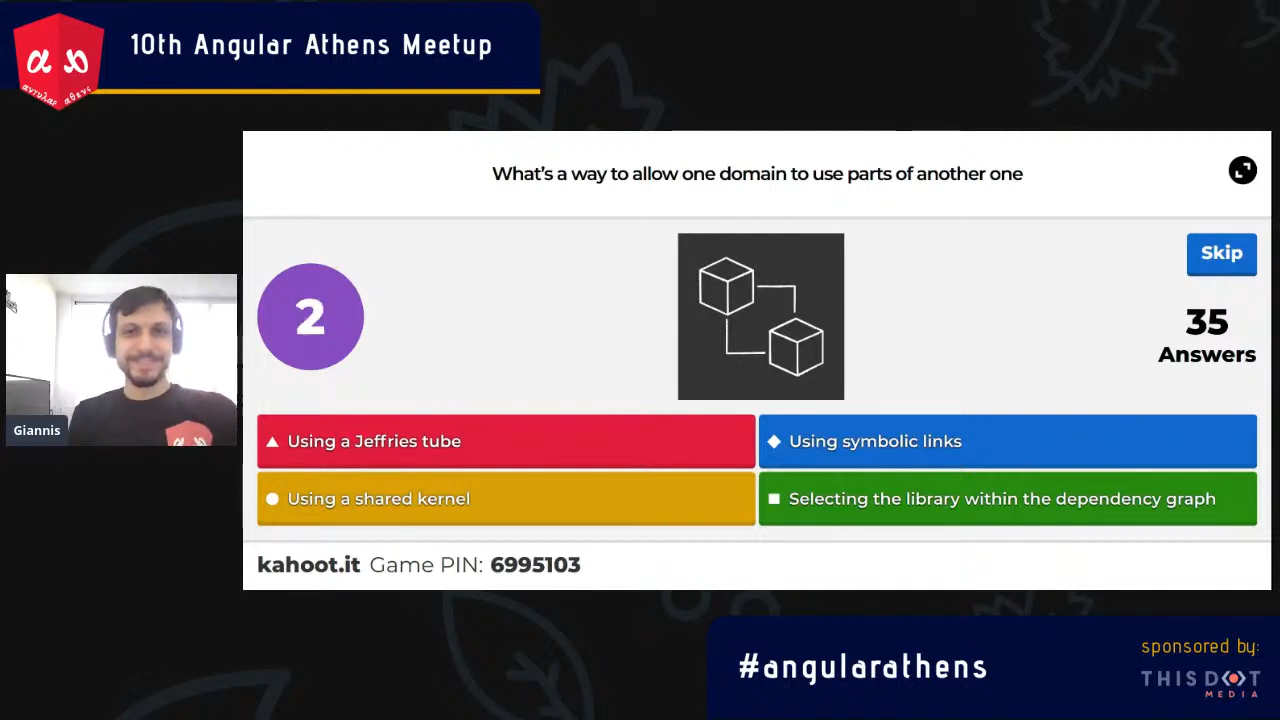 10th Angular Athens Meetup
αγγυλαρ αθενς
What's a way to allow one domain to use parts of another one
Skip
2
35
Answers
Giannis
Using a Jeffries tube
Using symbolic links
Using a shared kernel
Selecting the library within the dependency graph
kahoot.it Game PIN: 6995103
#angularathens
sponsored by:
THIS DOT
MEDIA